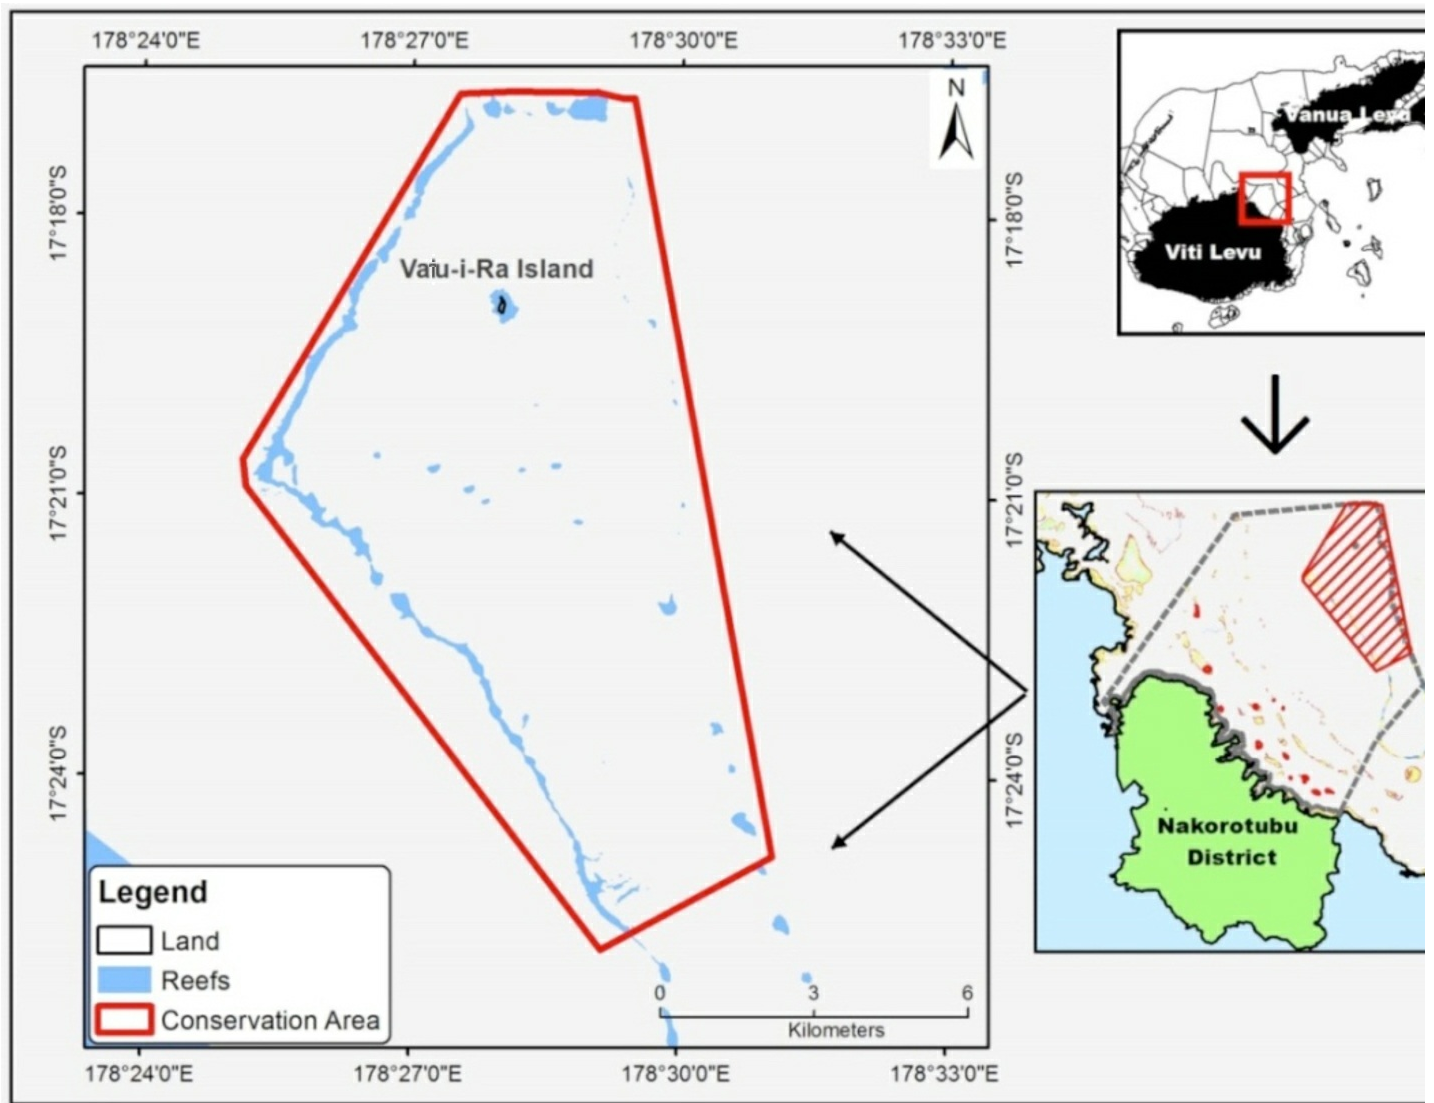 178°24'0"E 178°27'0"E 178°30'0"E 178°33'0"E
N
17°18'0"S
17°21'0"S
17°24'0"S
Vatu-i-Ra Island
17°18'0"S
17°21'0"S
17°24'0"S
Legend
Land
Reefs
Conservation Area
0 3 6
Kilometers
178°24'0"E 178°27'0"E 178°30'0"E 178°33'0"E
Vanua Levu
Viti Levu
Nakorotubu
District